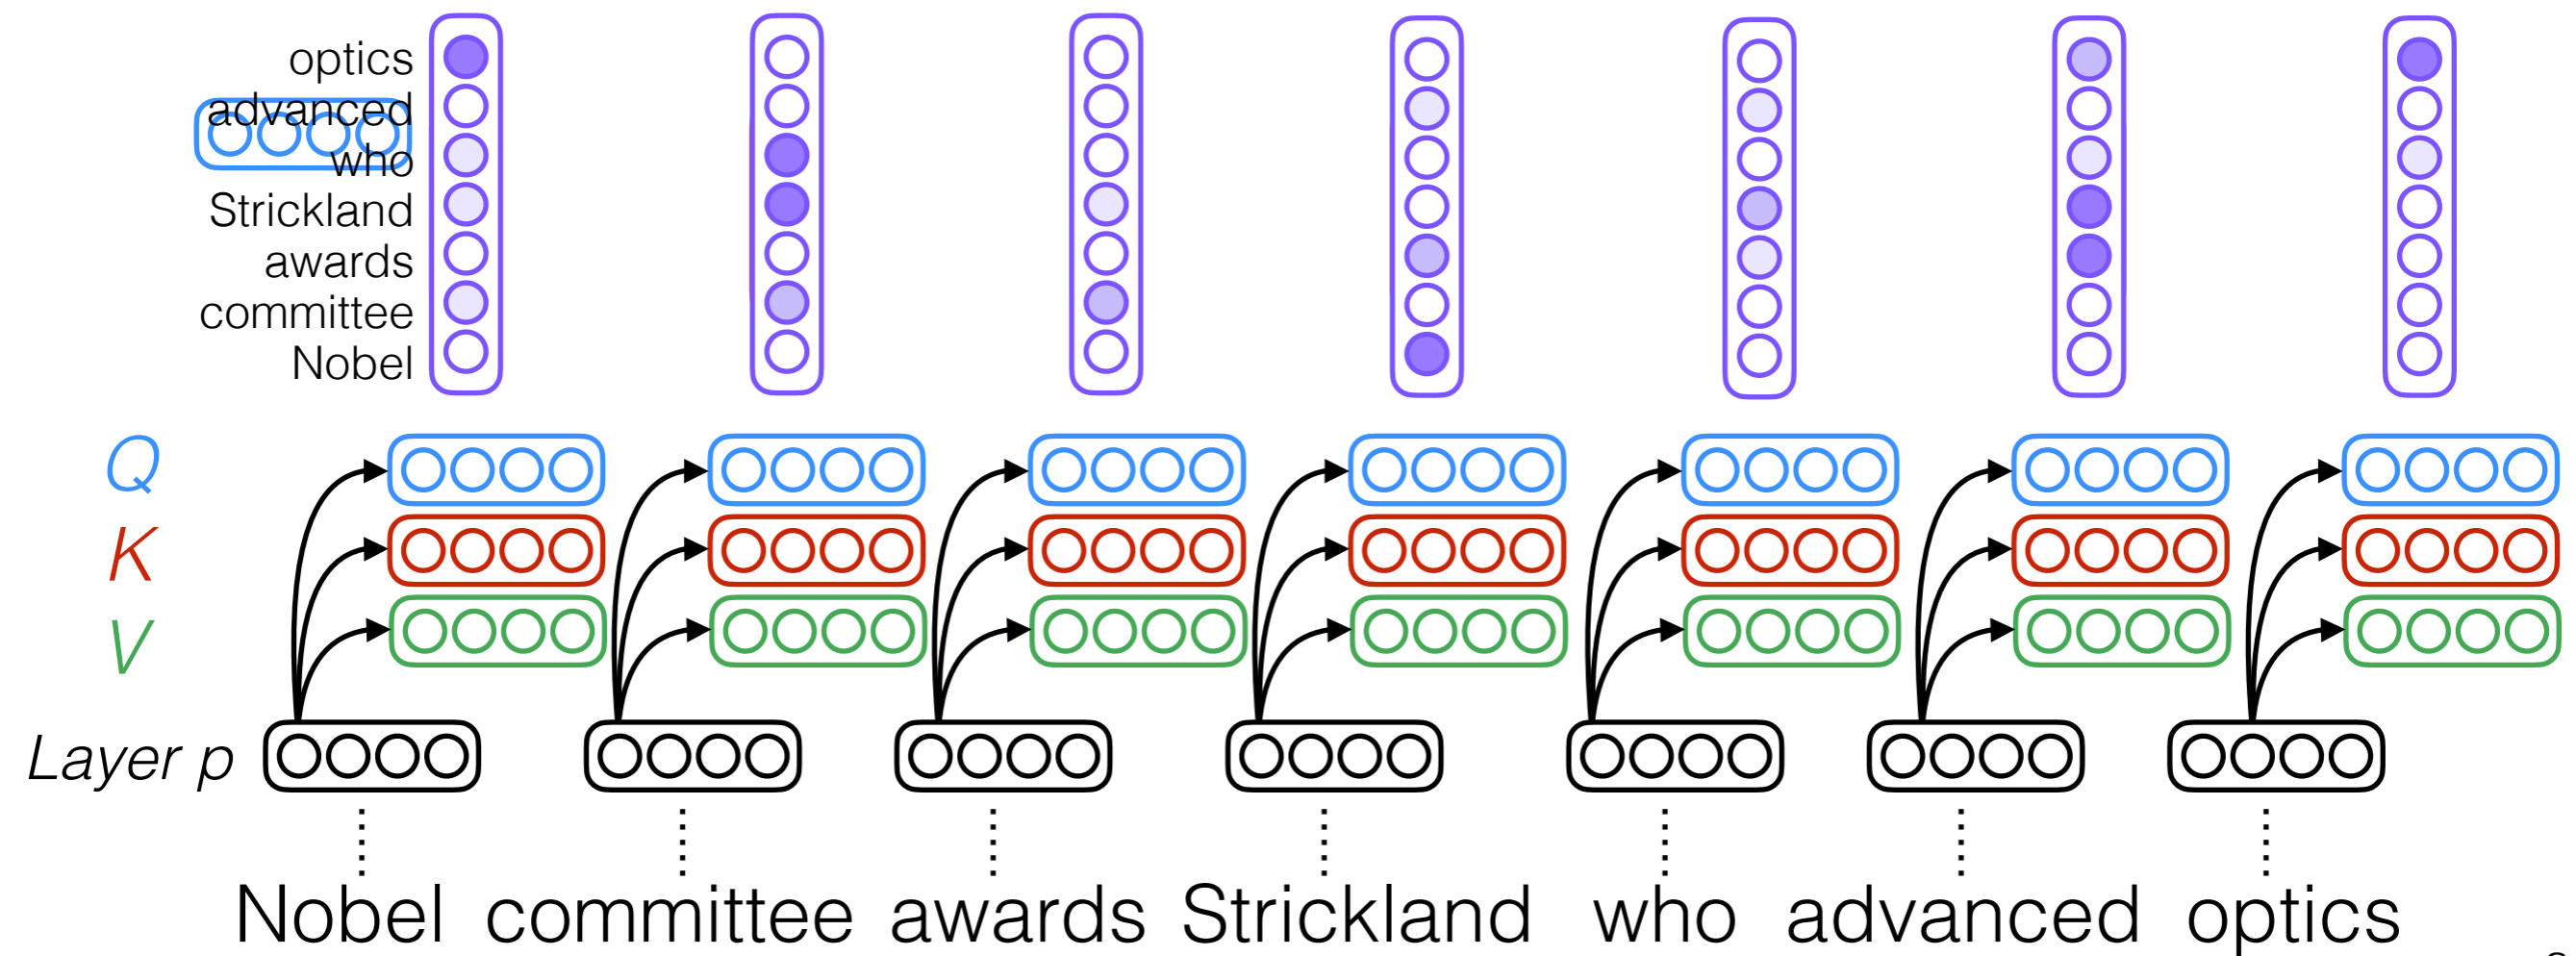 optics
advanced
who
Strickland
awards
committee
Nobel
Q
K
V
Layer p
Nobel committee awards Strickland who advanced optics